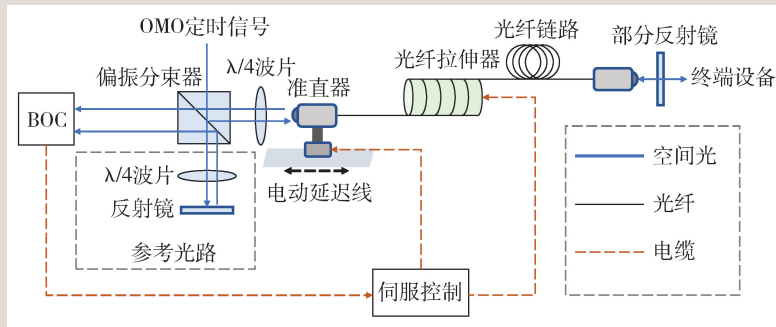 OMO定时信号
光纤链路
偏振分束器
λ/4波片
准直器
光纤拉伸器
部分反射镜
终端设备
BOC
λ/4波片
电动延迟线
反射镜
参考光路
空间光
光纤
电缆
伺服控制